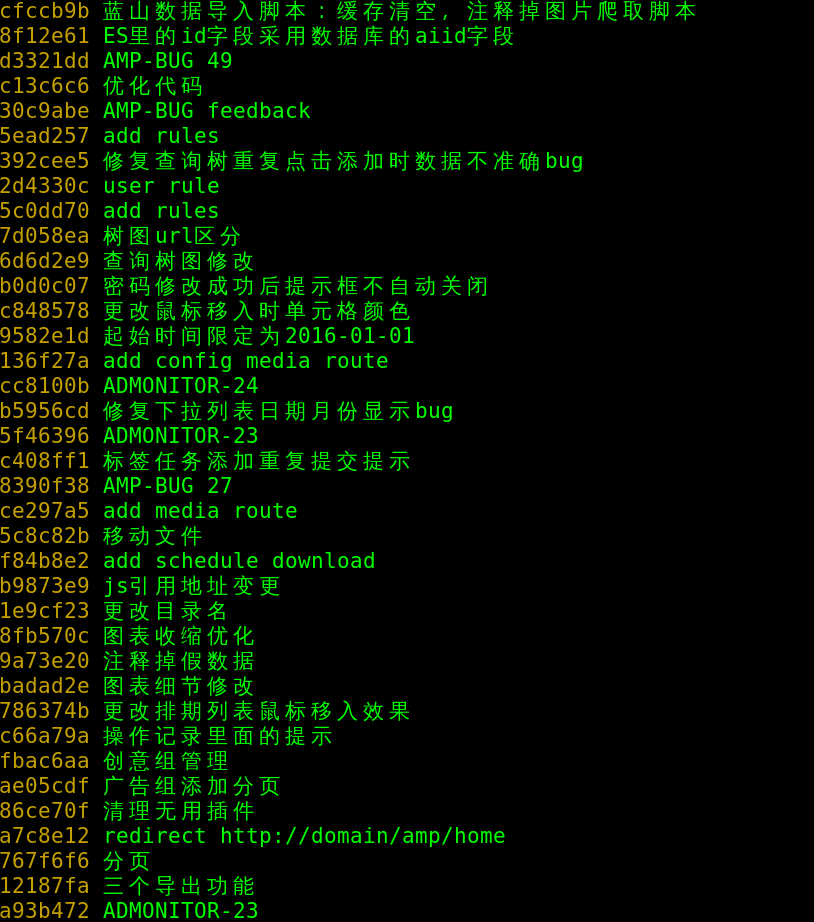 cfccb9b 蓝山数据导入脚本：缓存清空, 注释掉图片爬取脚本
8f12e61 ES里的id字段采用数据库的aiid字段
d3321dd AMP-BUG 49
c13c6c6 优化代码
30c9abe AMP-BUG feedback
5ead257 add rules
392cee5 修复查询树重复点击添加时数据不准确bug
2d4330c user rule
5c0dd70 add rules
7d058ea 树图url区分
6d6d2e9 查询树图修改
b0d0c07 密码修改成功后提示框不自动关闭
c848578 更改鼠标移入时单元格颜色
9582e1d 起始时间限定为2016-01-01
136f27a add config media route
cc8100b ADMONITOR-24
b5956cd 修复下拉列表日期月份显示bug
5f46396 ADMONITOR-23
c408ff1 标签任务添加重复提交提示
8390f38 AMP-BUG 27
ce297a5 add media route
5c8c82b 移动文件
f84b8e2 add schedule download
b9873e9 js引用地址变更
1e9cf23 更改目录名
8fb570c 图表收缩优化
9a73e20 注释掉假数据
badad2e 图表细节修改
786374b 更改排期列表鼠标移入效果
c66a79a 操作记录里面的提示
fbac6aa 创意组管理
ae05cdf 广告组添加分页
86ce70f 清理无用插件
a7c8e12 redirect http://domain/amp/home
767f6f6 分页
12187fa 三个导出功能
a93b472 ADMONITOR-23